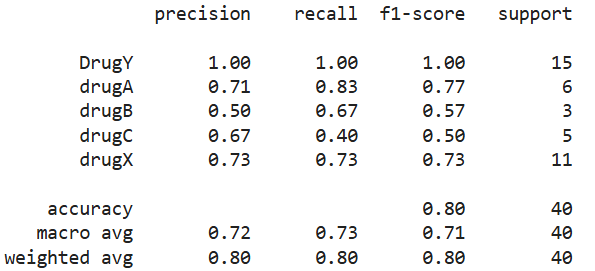 precision recall f1-score support
DrugY 1.00 1.00 1.00 15
drugA 0.71 0.83 0.77 6
drugB 0.50 0.67 0.57 3
drugC 0.67 0.40 0.50 5
drugX 0.73 0.73 0.73 11
accuracy 0.80 40
macro avg 0.72 0.73 0.71 40
weighted avg 0.80 0.80 0.80 40